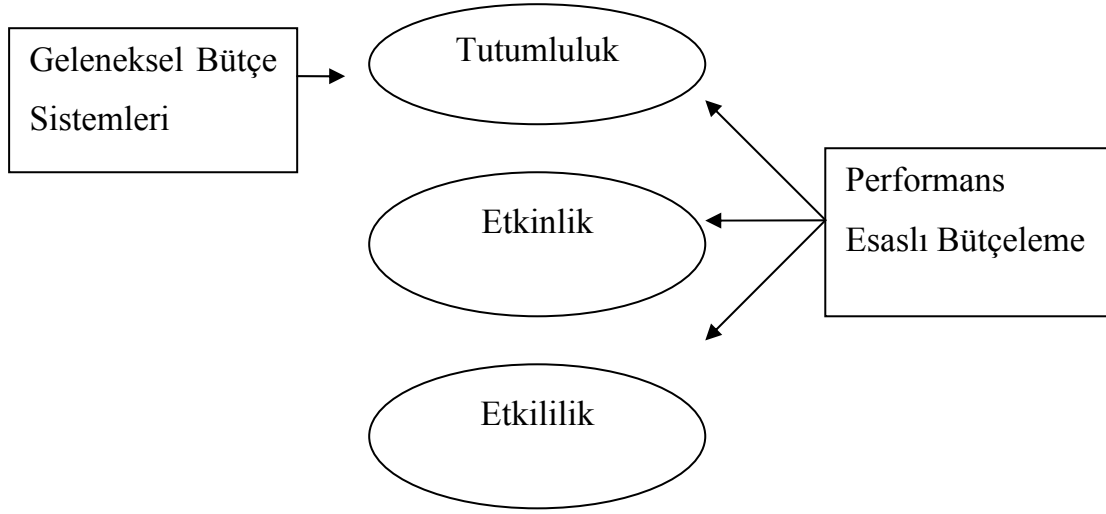 Geleneksel Bütçe
Sistemleri
Tutumluluk
Etkinlik
Etkililik
Performans
Esaslı Bütçeleme